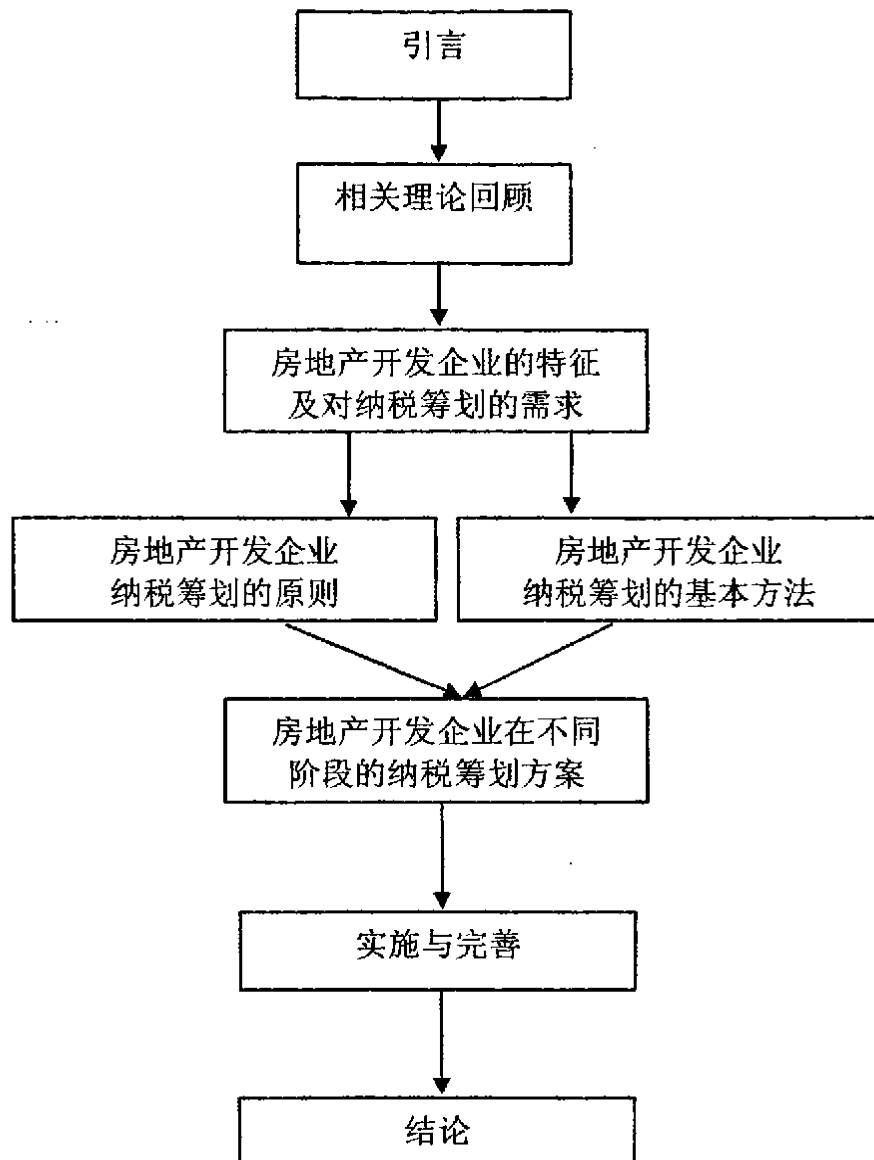 引言
相关理论回顾
房地产开发企业的特征
及对纳税筹划的需求
房地产开发企业
纳税筹划的原则
房地产开发企业
纳税筹划的基本方法
房地产开发企业在不同
阶段的纳税筹划方案
实施与完善
结论